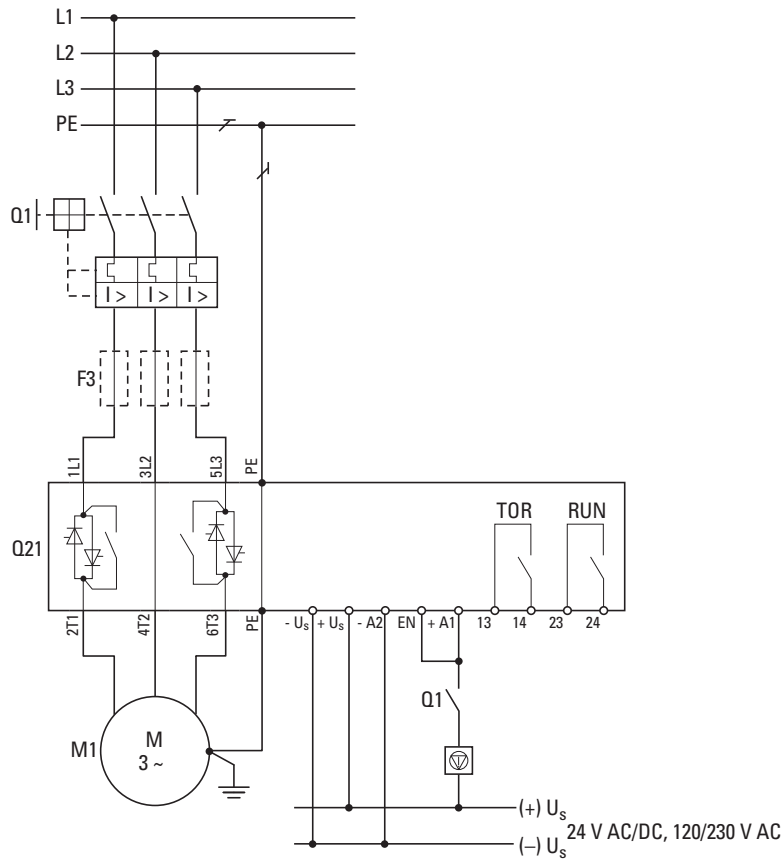 L1
L2
L3
PE
Q1
I > I > I >
F3
1L1 3L2 5L3 PE
TOR RUN
Q21
2T1 4T2 6T3 PE
- Us + Us - A2 EN + A1 13 14 23 24
Q1
M1
M
3 ~
(+) Us
24 V AC/DC, 120/230 V AC
(–) Us